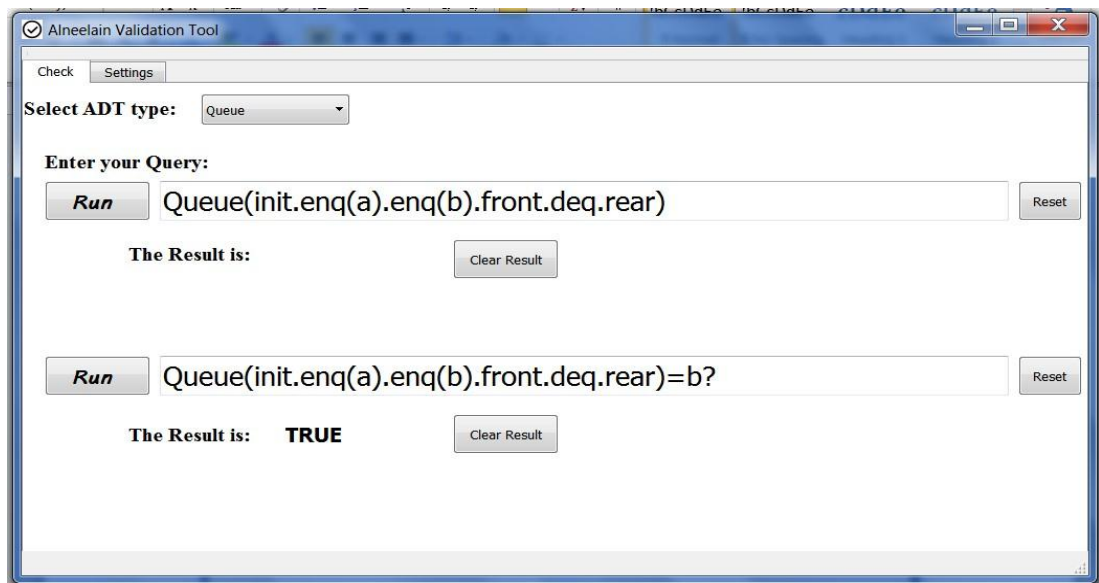 Alneelain Validation Tool
Check Settings
Select ADT type: Queue
Enter your Query:
Run Queue(init.enq(a).enq(b).front.deq.rear) Reset
The Result is: Clear Result
Run Queue(init.enq(a).enq(b).front.deq.rear)=b? Reset
The Result is: TRUE Clear Result